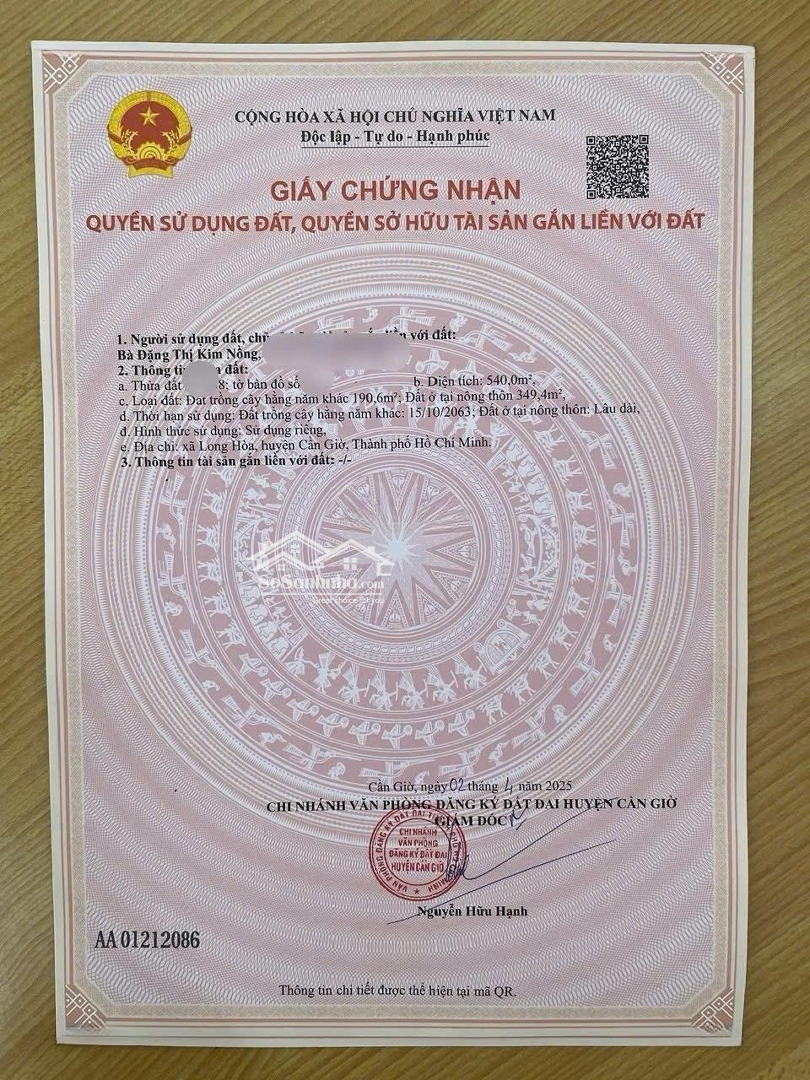 CỘNG HÒA XÃ HỘI CHỦ NGHĨA VIỆT NAM
Độc lập - Tự do - Hạnh phúc
GIẤY CHỨNG NHẬN
QUYỀN SỬ DỤNG ĐẤT, QUYỀN SỞ HỮU TÀI SẢN GẮN LIỀN VỚI ĐẤT
1. Người sử dụng đất, chủ gắn liền với đất:
Bà Đặng Thị Kim Nồng,
2. Thông tin đất:
a. Thửa đất 8; tờ bản đồ số b. Diện tích: 540,0m²,
c. Loại đất: Đất trồng cây hằng năm khác 190,6m²; Đất ở tại nông thôn 349,4m²,
d. Thời hạn sử dụng: Đất trồng cây hằng năm khác: 15/10/2063; Đất ở tại nông thôn: Lâu dài,
đ. Hình thức sử dụng: Sử dụng riêng,
e. Địa chỉ: xã Long Hòa, huyện Cần Giờ, Thành phố Hồ Chí Minh.
3. Thông tin tài sản gắn liền với đất: -/-
SoSanhnha.com
Cần Giờ, ngày 02 tháng 4 năm 2025
CHI NHÁNH VĂN PHÒNG ĐĂNG KÝ ĐẤT ĐAI HUYỆN CẦN GIỜ
GIÁM ĐỐC
CHI NHÁNH
VĂN PHÒNG
ĐĂNG KÝ ĐẤT ĐAI
HUYỆN CẦN GIỜ
Nguyễn Hữu Hạnh
AA 01212086
Thông tin chi tiết được thể hiện tại mã QR.